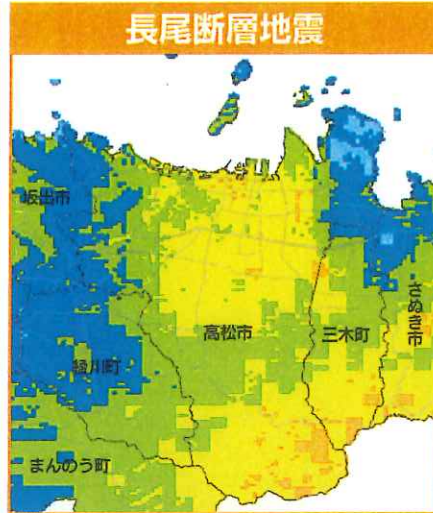 長尾断層地震
坂出市
高松市
三木町
さぬき市
綾川町
まんのう町